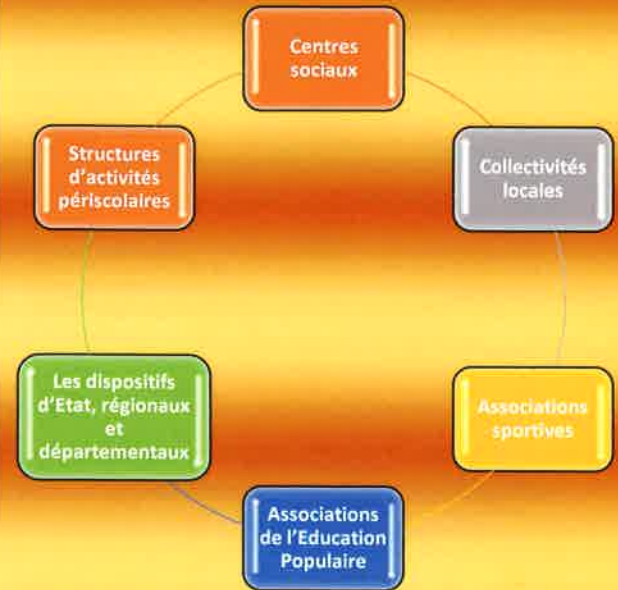 Centres
sociaux
Collectivités
locales
Associations
sportives
Associations
de l'Education
Populaire
Les dispositifs
d'Etat, régionaux
et
départementaux
Structures
d'activités
périscolaires